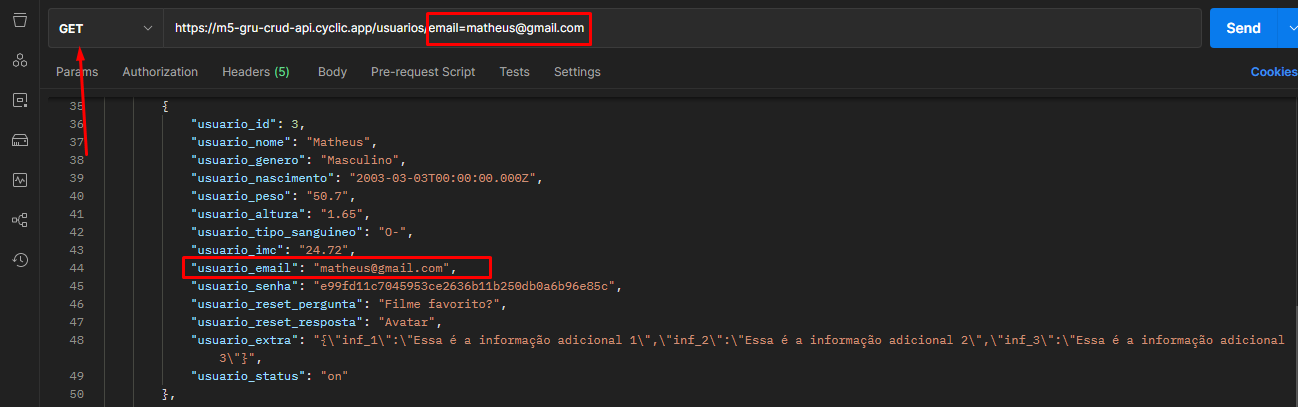 GET
https://m5-gru-crud-api.cyclic.app/usuarios/email=matheus@gmail.com
Send
Params Authorization Headers (5) Body Pre-request Script Tests Settings Cookies
35 {
36 "usuario_id": 3,
37 "usuario_nome": "Matheus",
38 "usuario_genero": "Masculino",
39 "usuario_nascimento": "2003-03-03T00:00:00.000Z",
40 "usuario_peso": "50.7",
41 "usuario_altura": "1.65",
42 "usuario_tipo_sanguineo": "O-",
43 "usuario_imc": "24.72",
44 "usuario_email": "matheus@gmail.com",
45 "usuario_senha": "e99fd11c7045953ce2636b11b250db0a6b96e85c",
46 "usuario_reset_pergunta": "Filme favorito?",
47 "usuario_reset_resposta": "Avatar",
48 "usuario_extra": "{\"inf_1\":\"Essa é a informação adicional 1\",\"inf_2\":\"Essa é a informação adicional 2\",\"inf_3\":\"Essa é a informação adicional
3\"}",
49 "usuario_status": "on"
50 },